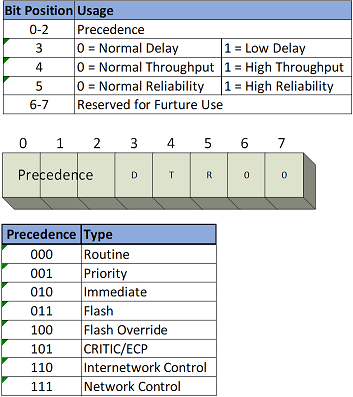 Bit Position Usage
0-2 Precedence
3 0 = Normal Delay 1 = Low Delay
4 0 = Normal Throughput 1 = High Throughput
5 0 = Normal Reliability 1 = High Reliability
6-7 Reserved for Furture Use
0 1 2 3 4 5 6 7
Precedence D T R 0 0
Precedence Type
000 Routine
001 Priority
010 Immediate
011 Flash
100 Flash Override
101 CRITIC/ECP
110 Internetwork Control
111 Network Control